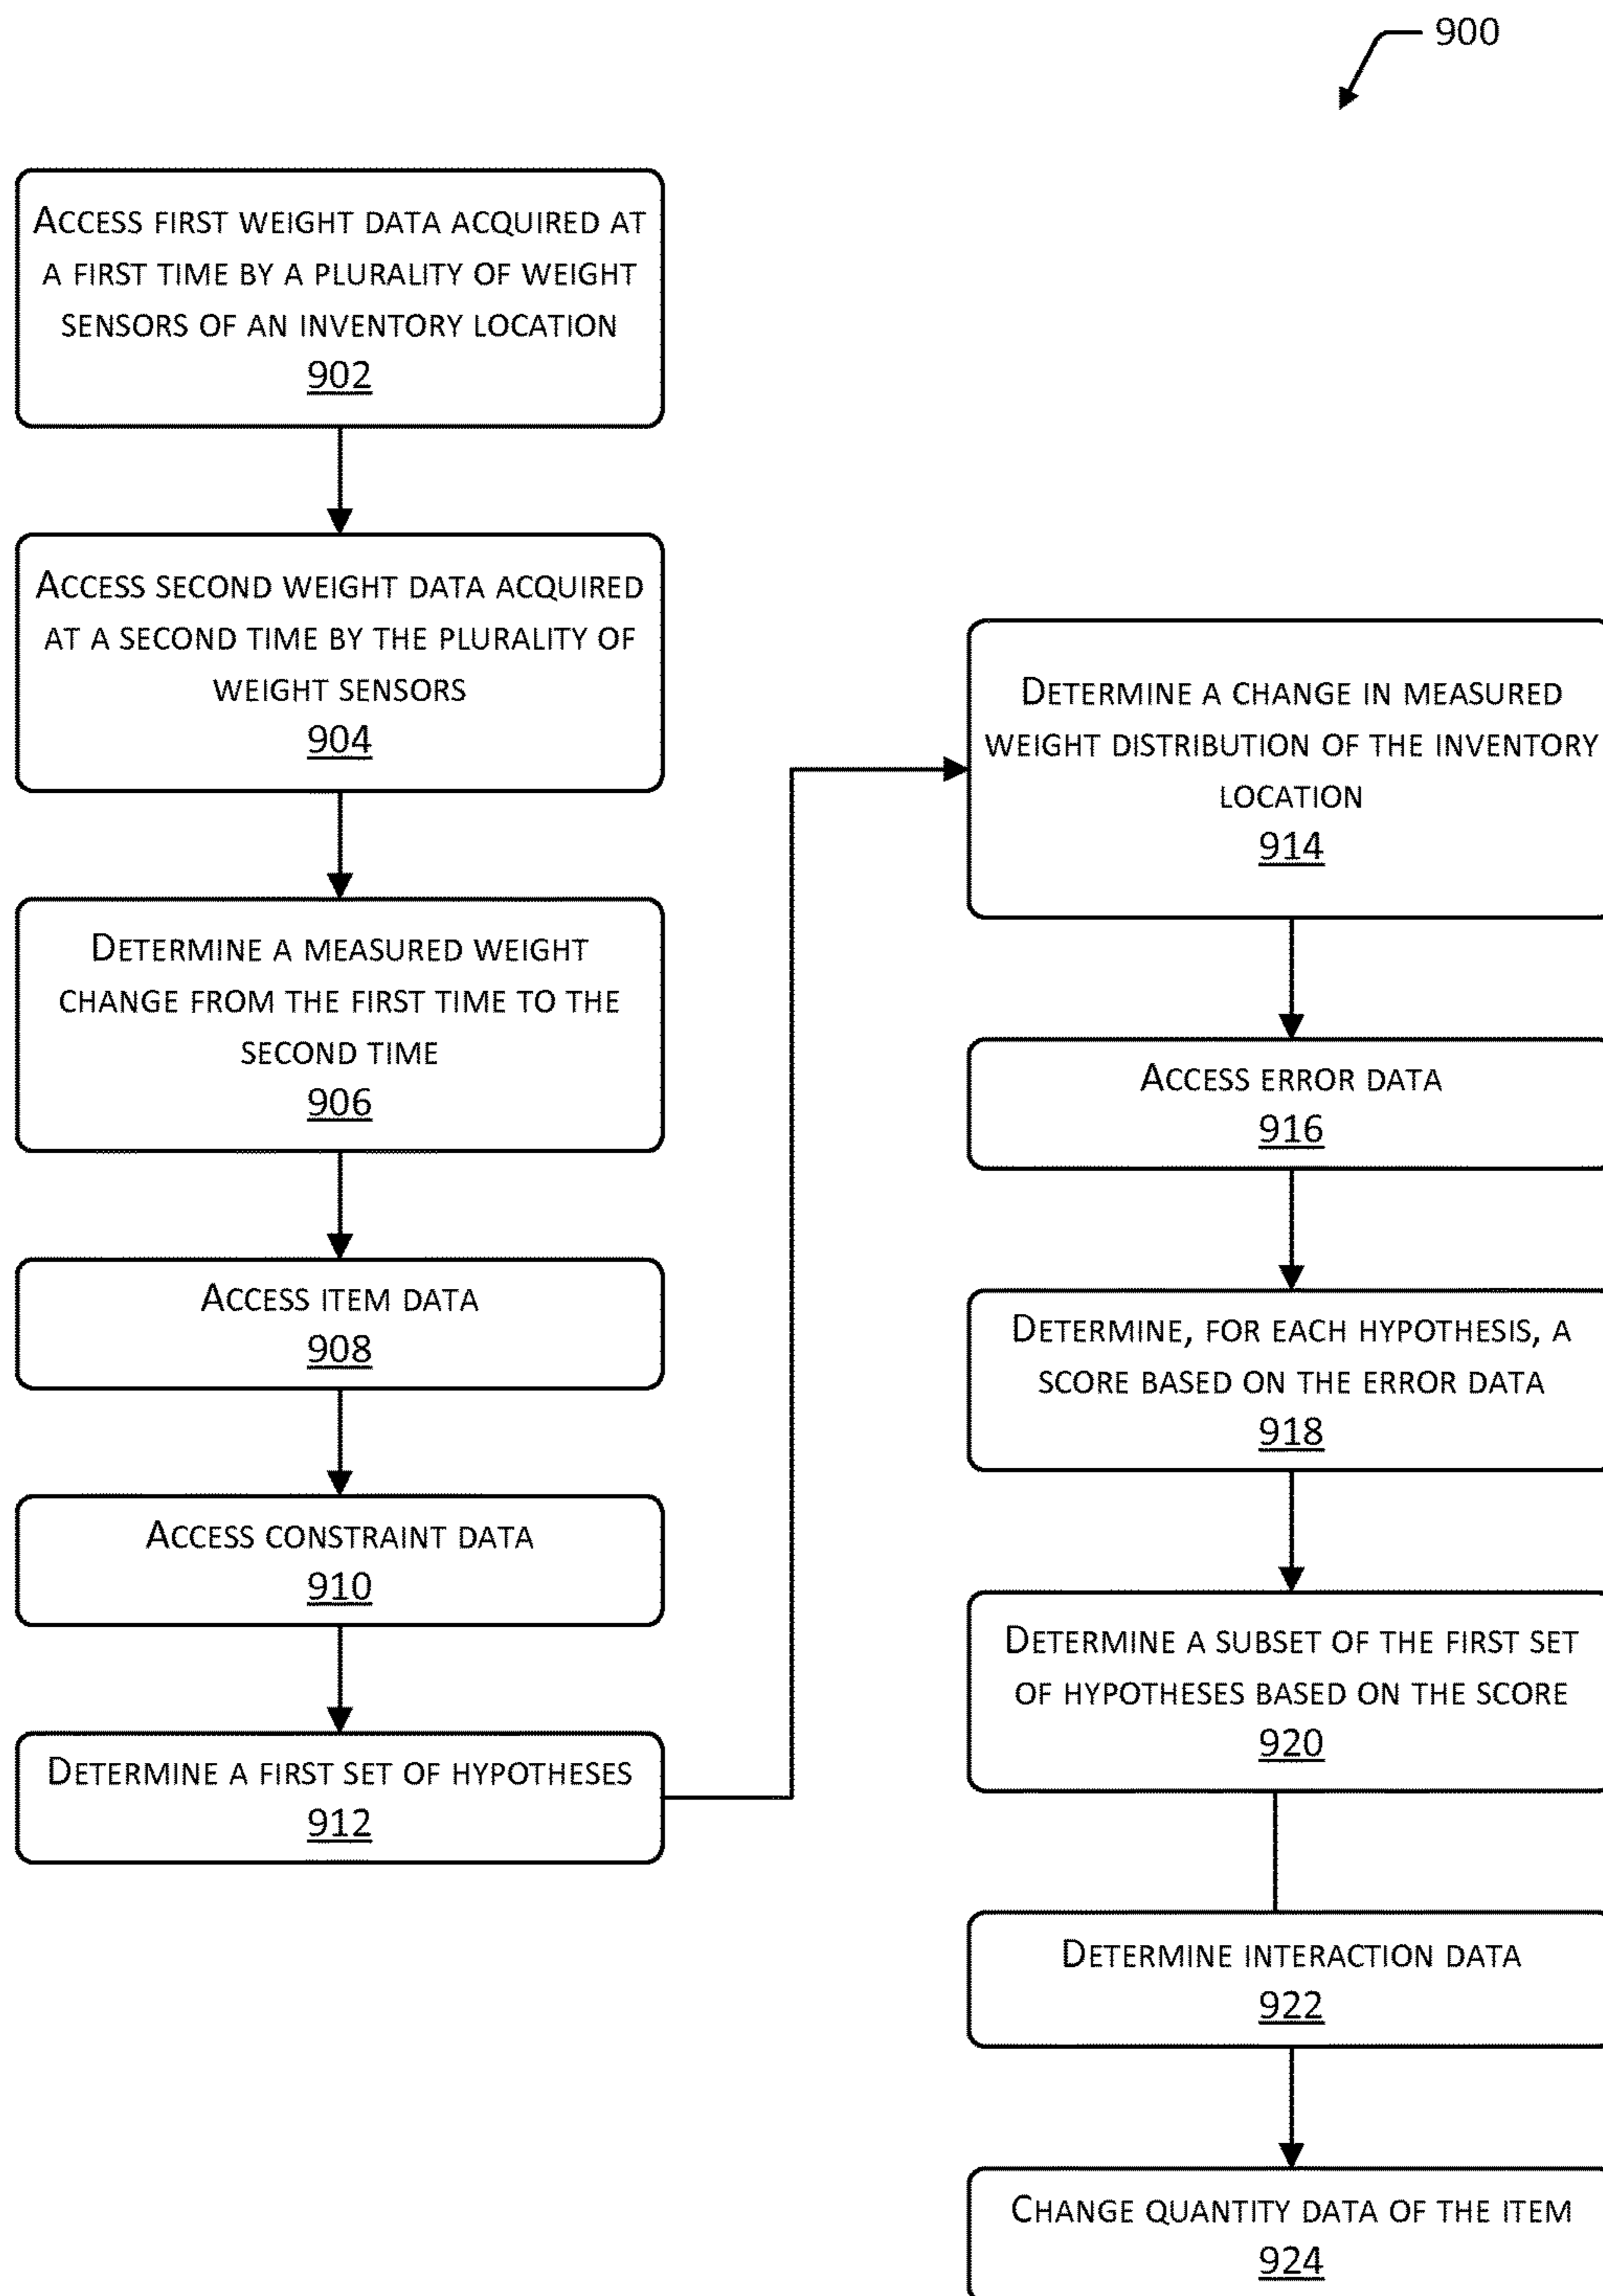 900
ACCESS FIRST WEIGHT DATA ACQUIRED AT
A FIRST TIME BY A PLURALITY OF WEIGHT
SENSORS OF AN INVENTORY LOCATION
902
ACCESS SECOND WEIGHT DATA ACQUIRED
AT A SECOND TIME BY THE PLURALITY OF
WEIGHT SENSORS
904
DETERMINE A MEASURED WEIGHT
CHANGE FROM THE FIRST TIME TO THE
SECOND TIME
906
ACCESS ITEM DATA
908
ACCESS CONSTRAINT DATA
910
DETERMINE A FIRST SET OF HYPOTHESES
912
DETERMINE A CHANGE IN MEASURED
WEIGHT DISTRIBUTION OF THE INVENTORY
LOCATION
914
ACCESS ERROR DATA
916
DETERMINE, FOR EACH HYPOTHESIS, A
SCORE BASED ON THE ERROR DATA
918
DETERMINE A SUBSET OF THE FIRST SET
OF HYPOTHESES BASED ON THE SCORE
920
DETERMINE INTERACTION DATA
922
CHANGE QUANTITY DATA OF THE ITEM
924